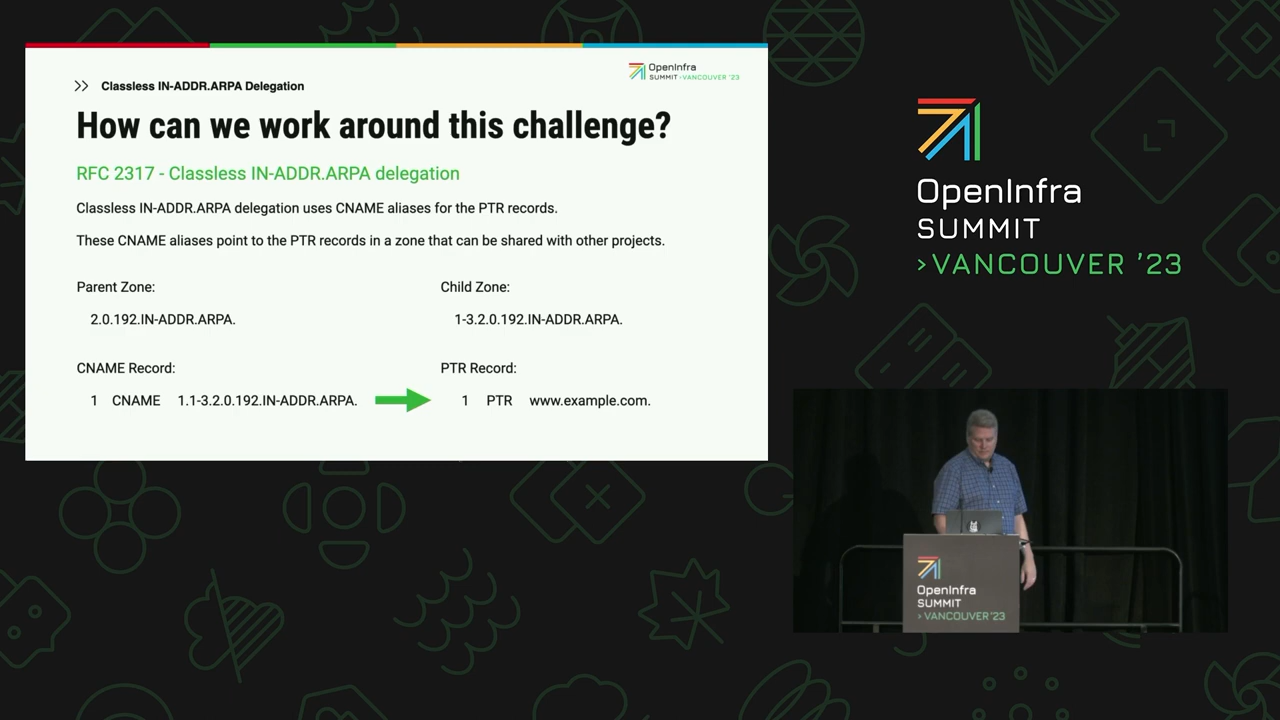 OpenInfra
SUMMIT >VANCOUVER '23
Classless IN-ADDR.ARPA Delegation
How can we work around this challenge?
RFC 2317 - Classless IN-ADDR.ARPA delegation
Classless IN-ADDR.ARPA delegation uses CNAME aliases for the PTR records.
These CNAME aliases point to the PTR records in a zone that can be shared with other projects.
Parent Zone:
2.0.192.IN-ADDR.ARPA.
CNAME Record:
1 CNAME 1.1-3.2.0.192.IN-ADDR.ARPA.
Child Zone:
1-3.2.0.192.IN-ADDR.ARPA.
PTR Record:
1 PTR www.example.com.
OpenInfra
SUMMIT
>VANCOUVER '23
OpenInfra
SUMMIT
>VANCOUVER '23